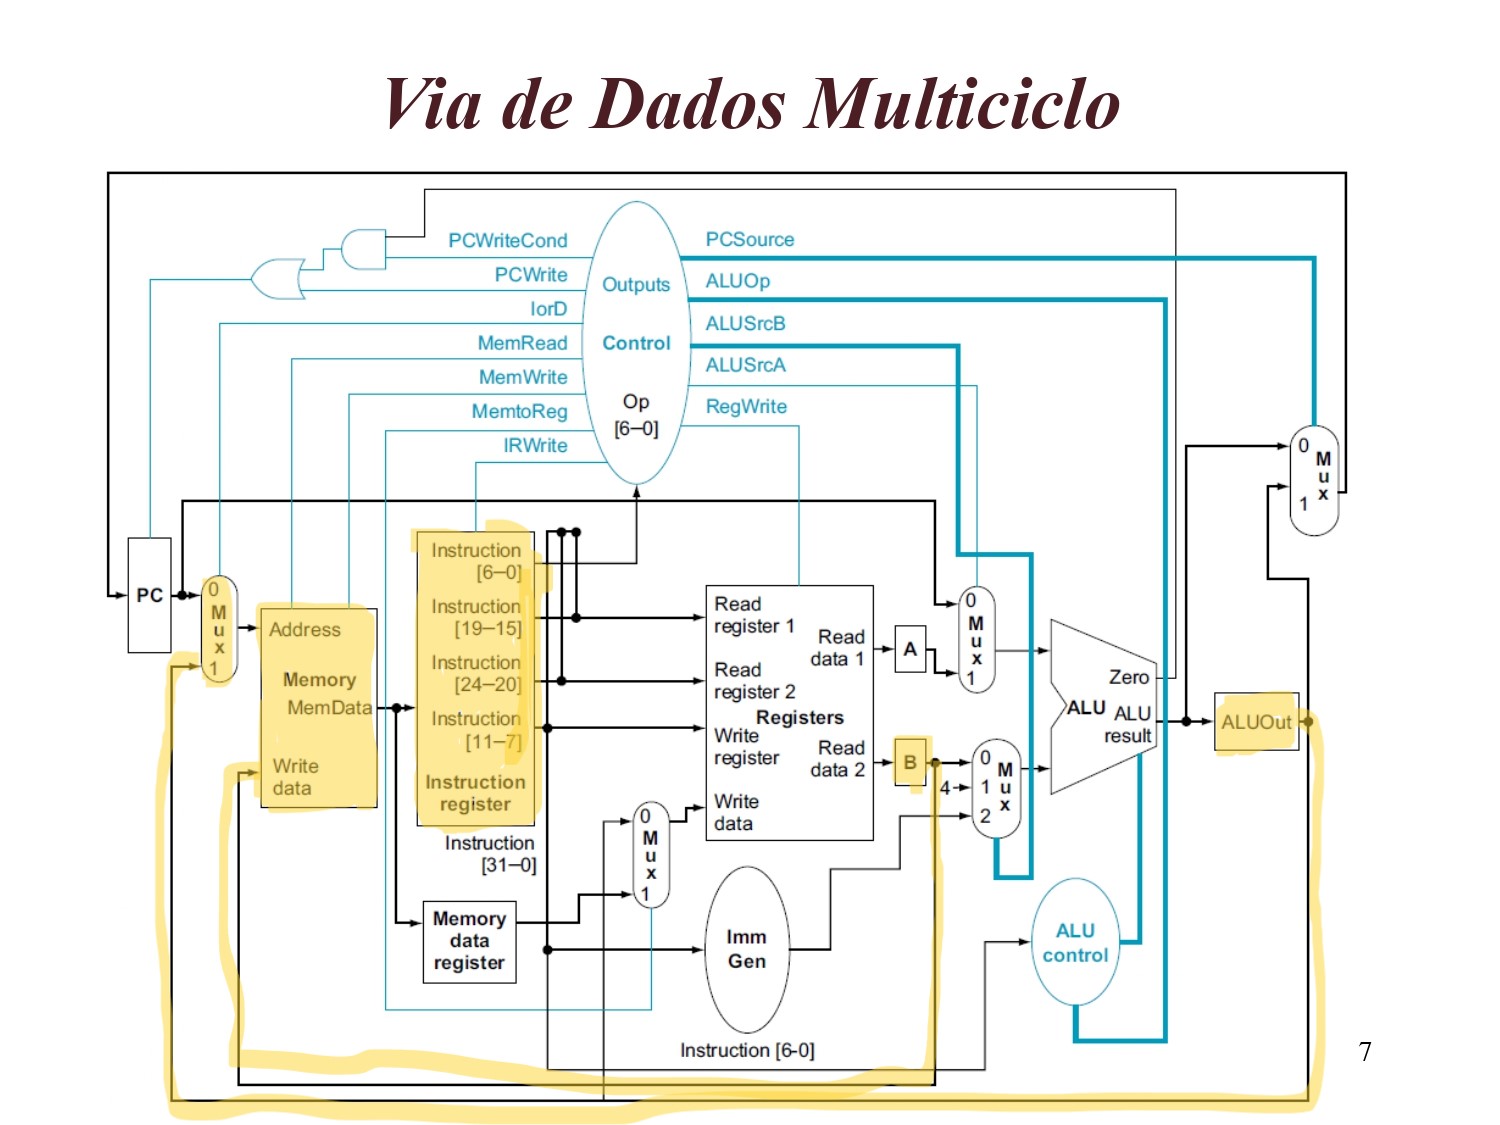 Via de Dados Multiciclo
PCWriteCond
PCWrite
IorD
MemRead
MemWrite
MemtoReg
IRWrite
Outputs
Control
Op
[6–0]
PCSource
ALUOp
ALUSrcB
ALUSrcA
RegWrite
0
M
u
x
1
PC
0
M
u
x
1
Address
Memory
MemData
Write
data
Instruction
[6–0]
Instruction
[19–15]
Instruction
[24–20]
Instruction
[11–7]
Instruction
register
Instruction
[31–0]
Memory
data
register
0
M
u
x
1
Read
register 1
Read
register 2
Registers
Write
register
Write
data
Read
data 1
Read
data 2
A
B
0
M
u
x
1
4
0
M
1
u
x
2
Zero
ALU
ALU
result
ALUOut
Imm
Gen
ALU
control
Instruction [6-0]
7